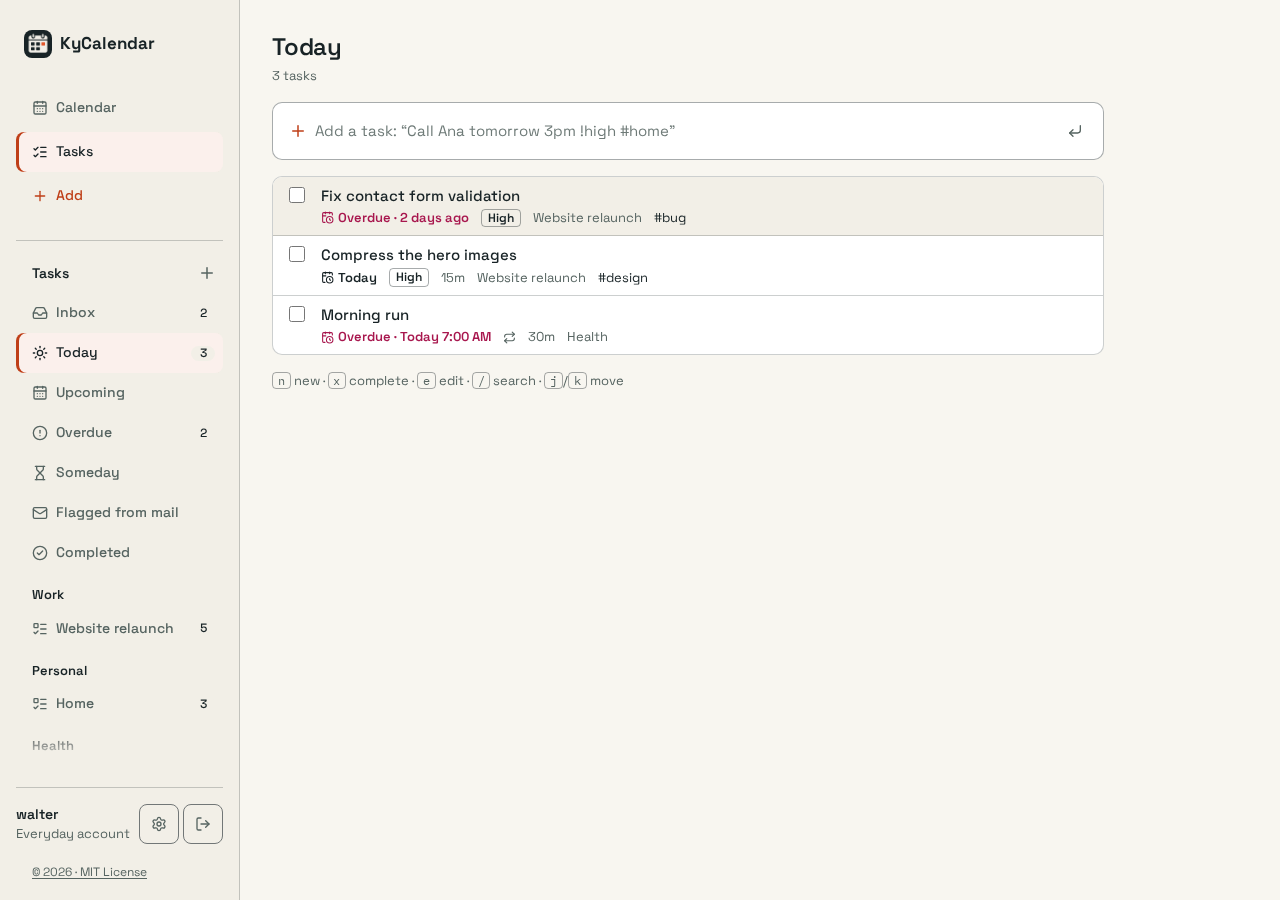 KyCalendar
Calendar
Tasks
Add
Tasks
Inbox 2
Today 3
Upcoming
Overdue 2
Someday
Flagged from mail
Completed
Work
Website relaunch 5
Personal
Home 3
Health
walter
Everyday account
© 2026 · MIT License
Today
3 tasks
Add a task: “Call Ana tomorrow 3pm !high #home”
Fix contact form validation
Overdue · 2 days ago High Website relaunch #bug
Compress the hero images
Today High 15m Website relaunch #design
Morning run
Overdue · Today 7:00 AM 30m Health
n new · x complete · e edit · / search · j/k move